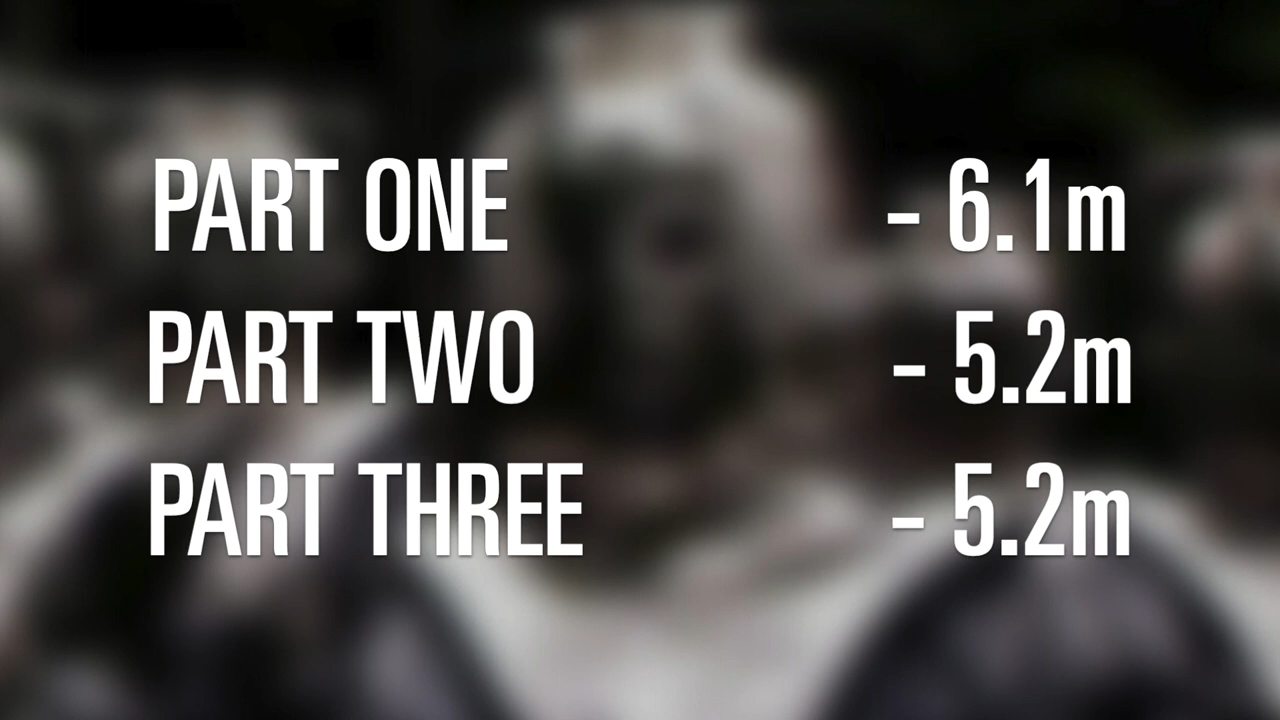 PART ONE - 6.1m
PART TWO - 5.2m
PART THREE - 5.2m